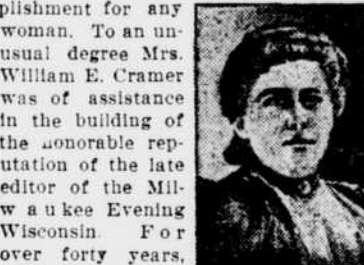 plishment for any
woman. To an un-
usual degree Mrs.
William E. Cramer
was of assistance
in the building of
the honorable rep-
utation of the late
editor of the Mil-
w a u kee Evening
Wisconsin. F o r
over forty years,